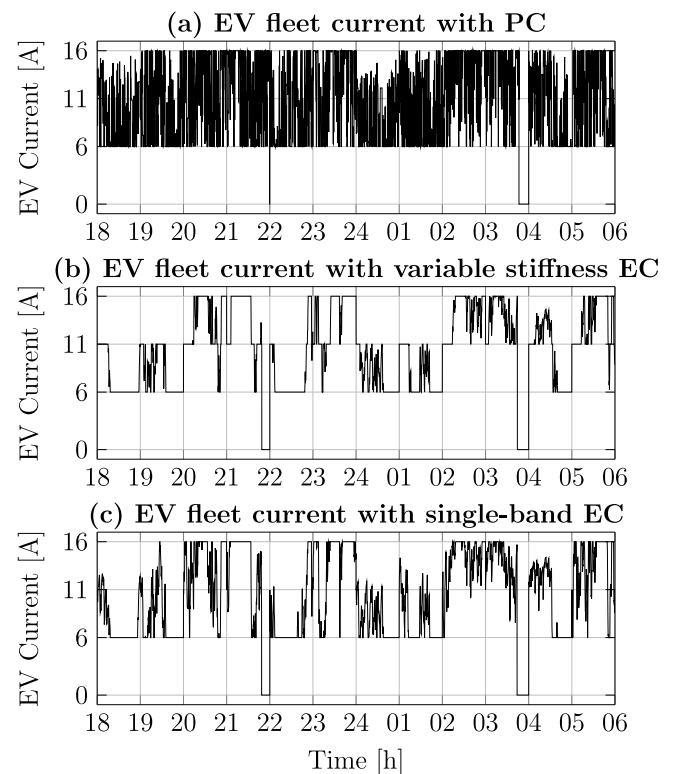 (a) EV fleet current with PC
EV Current [A]
16
11
6
0
18 19 20 21 22 23 24 01 02 03 04 05 06
(b) EV fleet current with variable stiffness EC
EV Current [A]
16
11
6
0
18 19 20 21 22 23 24 01 02 03 04 05 06
(c) EV fleet current with single-band EC
EV Current [A]
16
11
6
0
18 19 20 21 22 23 24 01 02 03 04 05 06
Time [h]